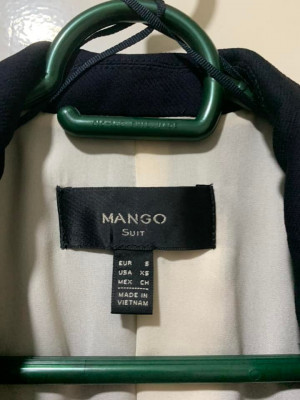 MANGO
SUIT
EUR S
USA XS
MEX CH
MADE IN
VIETNAM